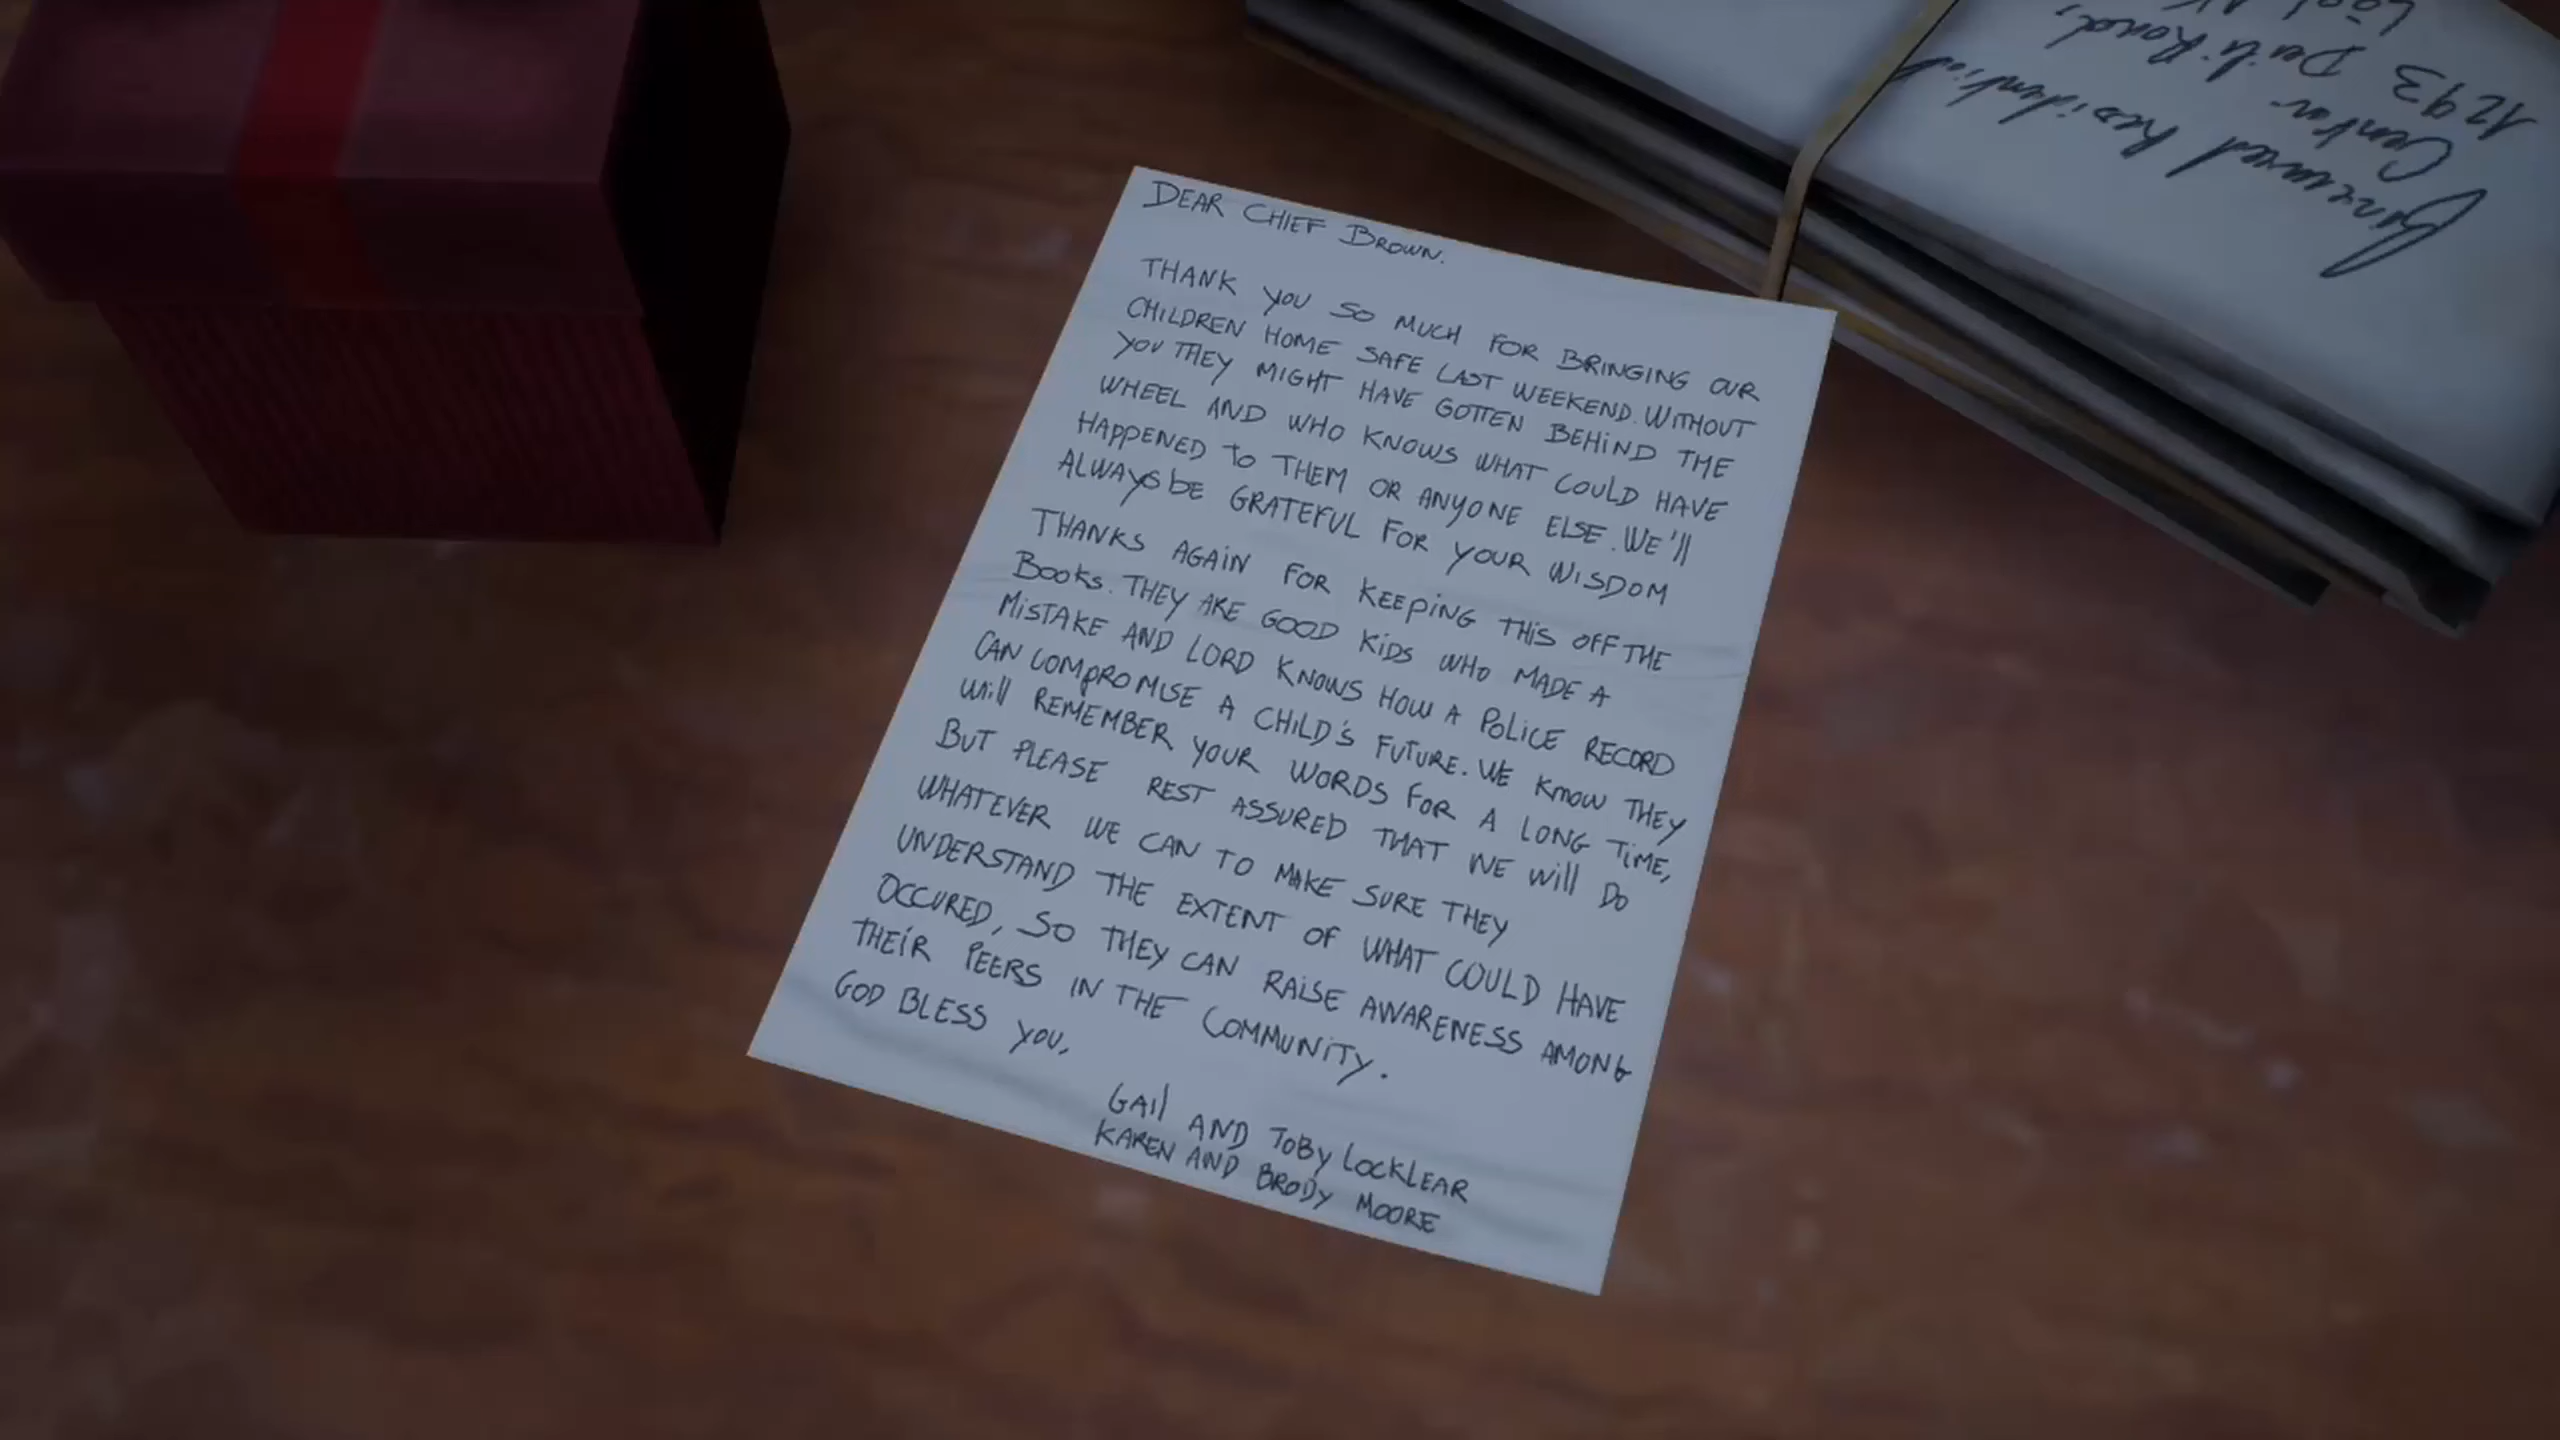 DEAR CHIEF BROWN.
THANK YOU SO MUCH FOR BRINGING OUR
CHILDREN HOME SAFE LAST WEEKEND. WITHOUT
YOU THEY MIGHT HAVE GOTTEN BEHIND THE
WHEEL AND WHO KNOWS WHAT COULD HAVE
HAPPENED TO THEM OR ANYONE ELSE. WE'll
ALWAYS bE GRATEFUL FOR YOUR WISDOM
THANKS AGAIN FOR KEEPING THIS OFF THE
BOOKS. THEY ARE GOOD KIDS WHO MADE A
MISTAKE AND LORD KNOWS HOW A POLICE RECORD
CAN COMPROMISE A CHILD'S FUTURE. WE KNOW THEY
Will REMEMBER YOUR WORDS FOR A LONG TIME,
BUT PLEASE REST ASSURED THAT WE Will DO
WHATEVER WE CAN TO MAKE SURE THEY
UNDERSTAND THE EXTENT OF WHAT COULD HAVE
OCCURED, SO THEY CAN RAISE AWARENESS AMONG
THEIR PEERS IN THE COMMUNITY.
GOD BLESS YOU,
GAIl AND TOBY LOCKLEAR
KAREN AND BRODY MOORE
Residential
Center
1293 Road,